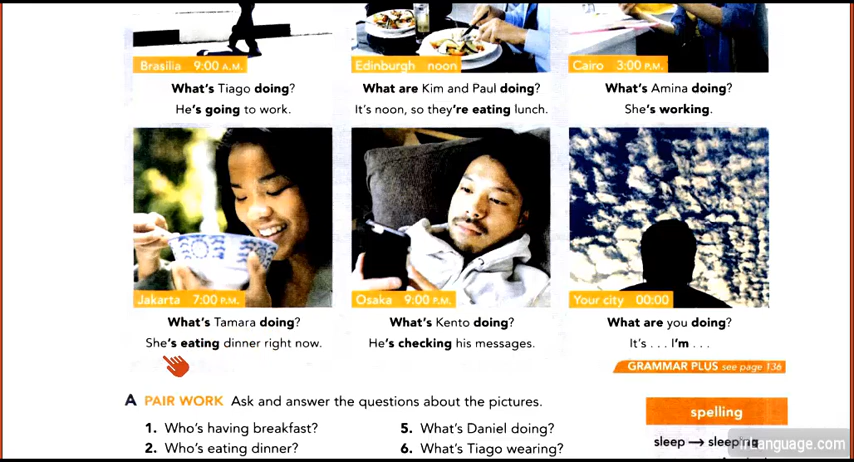 Brasilia 9:00 A.M.
Edinburgh noon
Cairo 3:00 P.M.
What's Tiago doing?
He's going to work.
What are Kim and Paul doing?
It's noon, so they're eating lunch.
What's Amina doing?
She's working.
Jakarta 7:00 P.M.
Osaka 9:00 P.M.
Your city 00:00
What's Tamara doing?
She's eating dinner right now.
What's Kento doing?
He's checking his messages.
What are you doing?
It's . . . I'm . . .
GRAMMAR PLUS see page 136
A PAIR WORK Ask and answer the questions about the pictures.
1. Who's having breakfast?
2. Who's eating dinner?
5. What's Daniel doing?
6. What's Tiago wearing?
spelling
sleep → sleeping
irLanguage.com